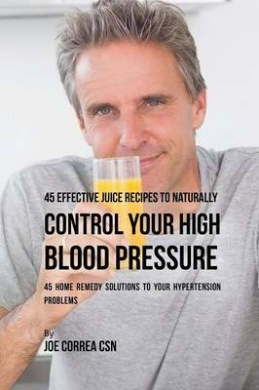 45 EFFECTIVE JUICE RECIPES TO NATURALLY
CONTROL YOUR HIGH
BLOOD PRESSURE
45 HOME REMEDY SOLUTIONS TO YOUR HYPERTENSION
PROBLEMS
By
JOE CORREA CSN